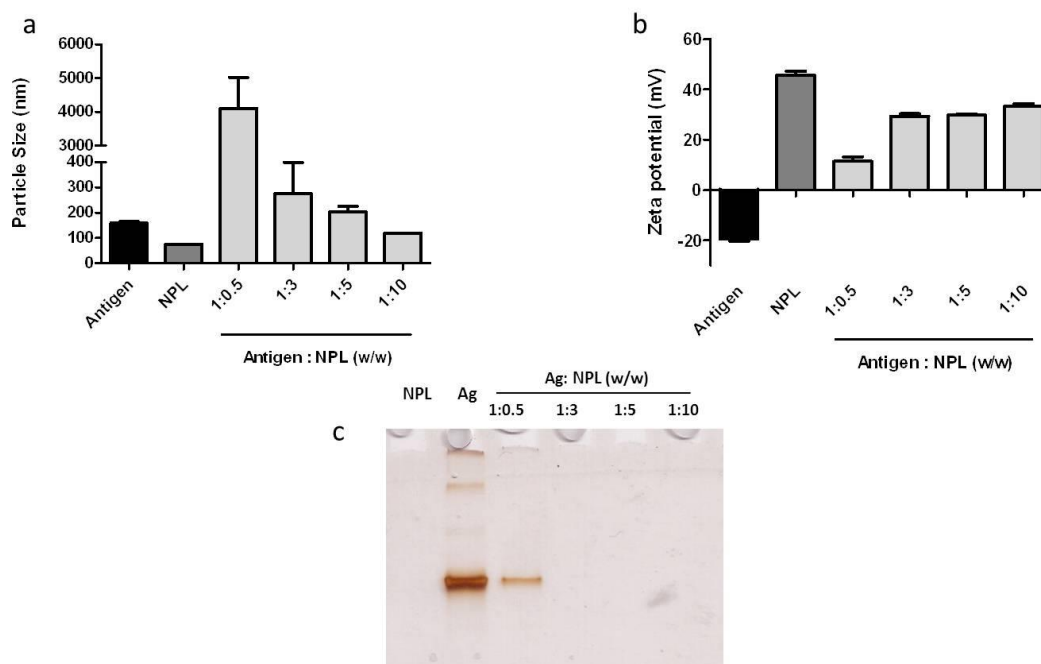 a
Particle Size (nm)
6000
5000
4000
3000
400
300
200
100
0
Antigen
NPL
1:0.5
1:3
1:5
1:10
Antigen : NPL (w/w)
b
Zeta potential (mV)
60
40
20
0
-20
Antigen
NPL
1:0.5
1:3
1:5
1:10
Antigen : NPL (w/w)
c
NPL Ag Ag: NPL (w/w)
1:0.5 1:3 1:5 1:10